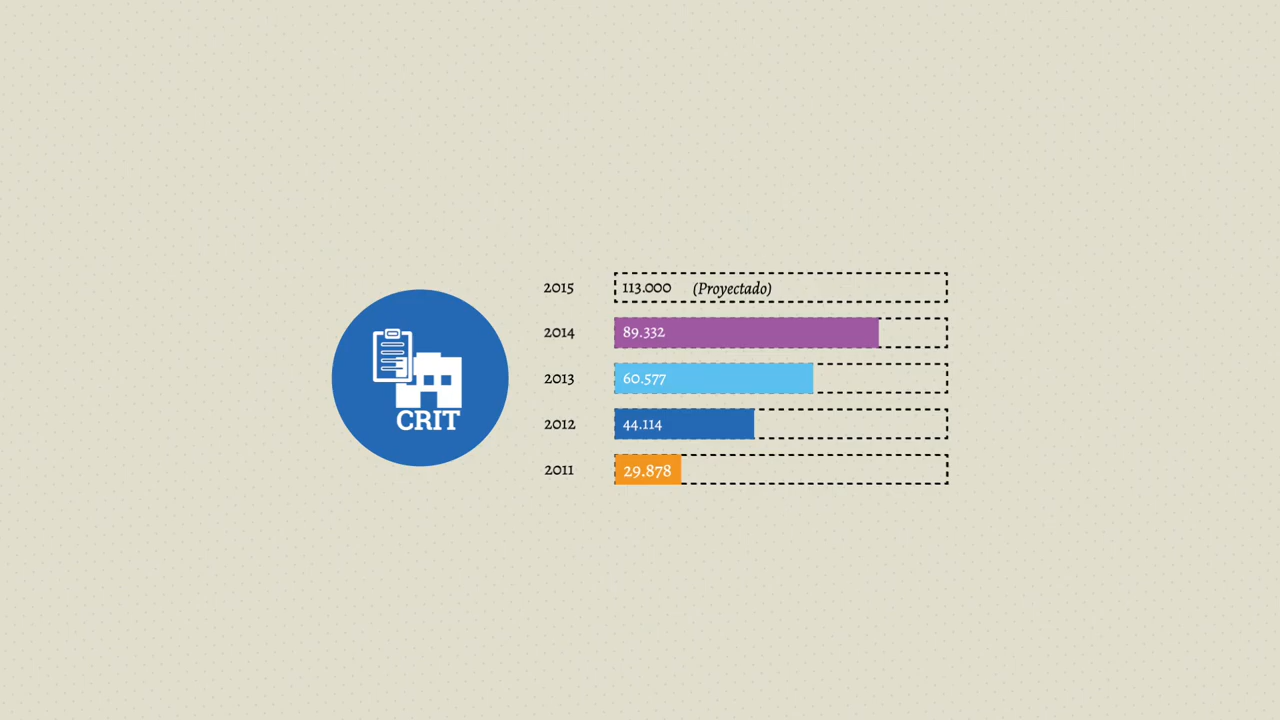 2015 113.000 (Proyectado)
2014 89.332
2013 60.577
2012 44.114
2011 29.878
CRIT